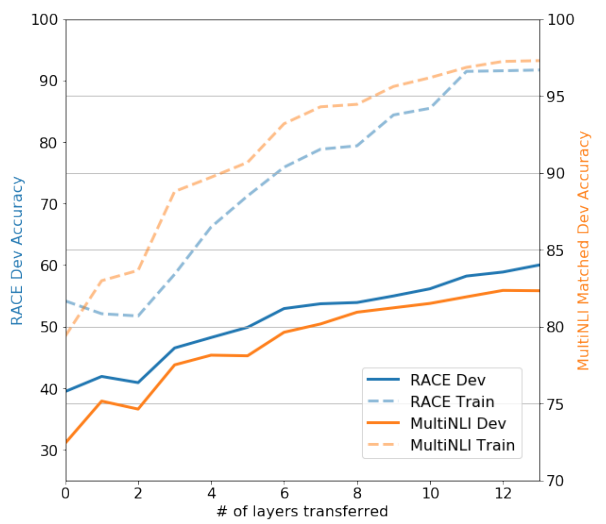 100
90
80
70
60
50
40
30
RACE Dev Accuracy
100
95
90
85
80
75
70
MultiNLI Matched Dev Accuracy
RACE Dev
RACE Train
MultiNLI Dev
MultiNLI Train
0 2 4 6 8 10 12
# of layers transferred